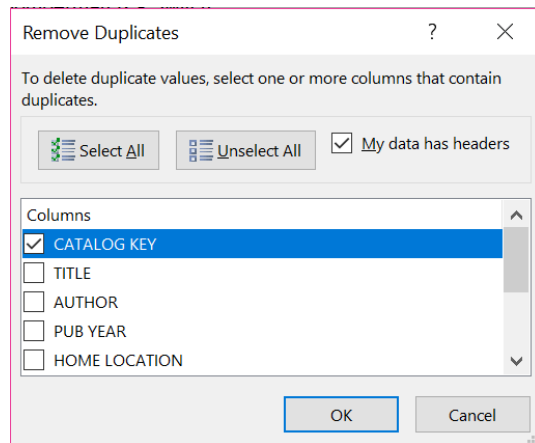 Remove Duplicates
?
To delete duplicate values, select one or more columns that contain
duplicates.
Select All
Unselect All
My data has headers
Columns
CATALOG KEY
TITLE
AUTHOR
PUB YEAR
HOME LOCATION
OK
Cancel